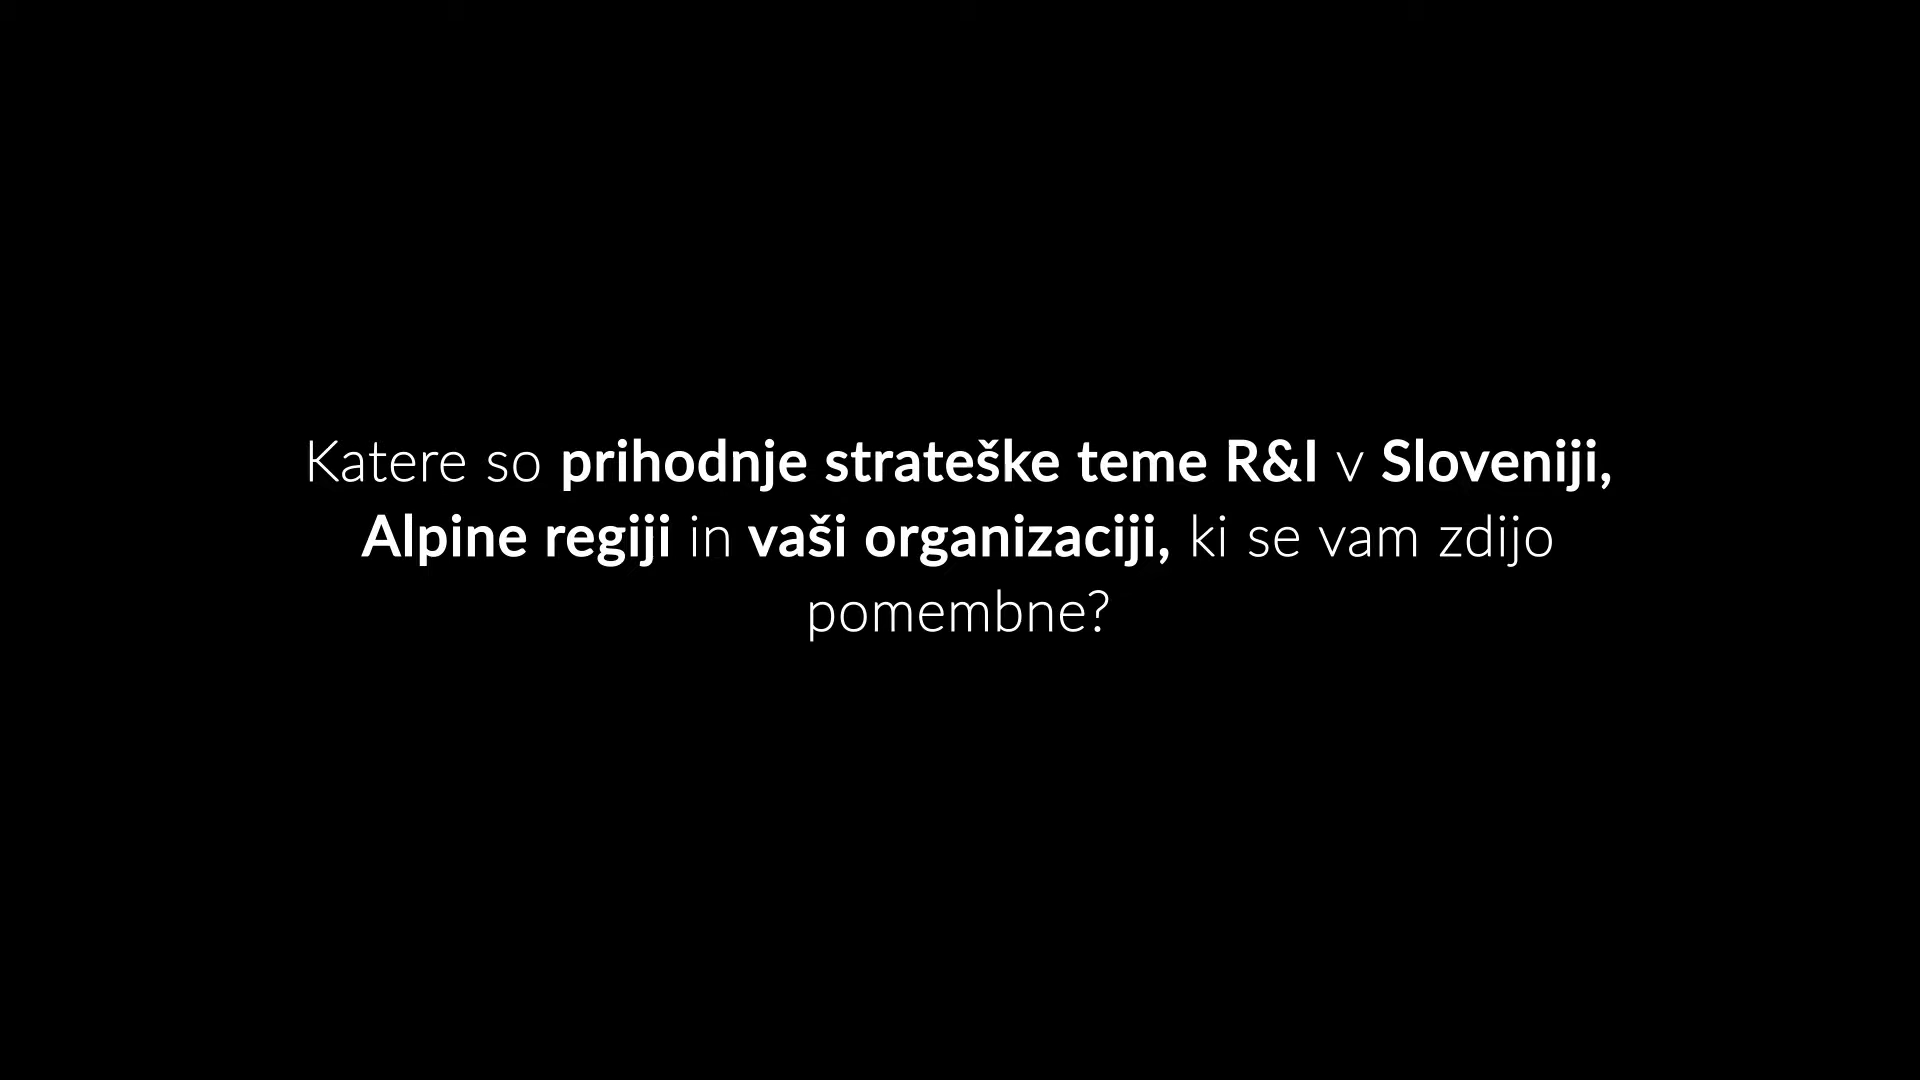 Katere so prihodnje strateške teme R&I v Sloveniji,
Alpine regiji in vaši organizaciji, ki se vam zdijo
pomembne?